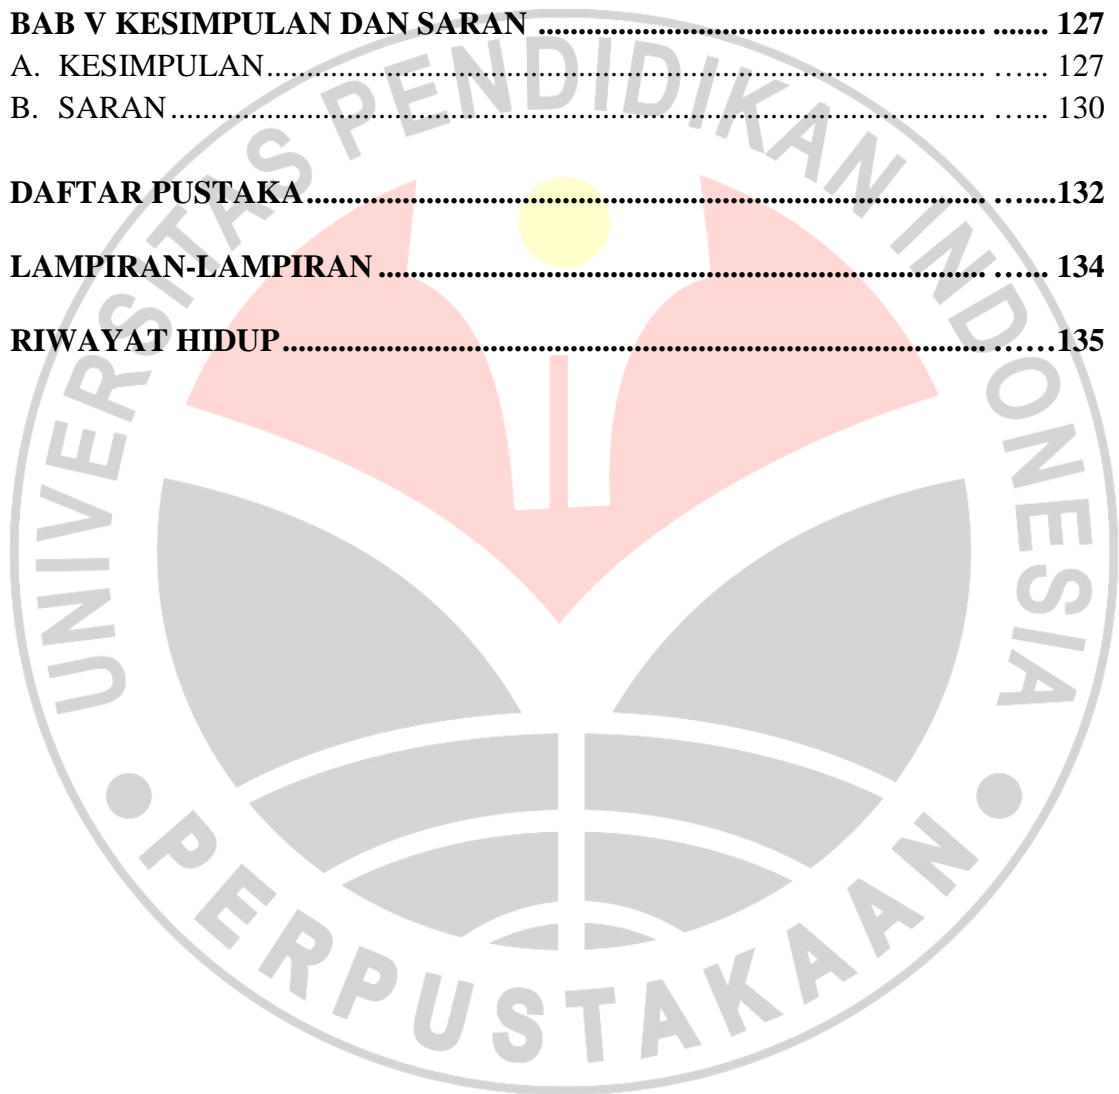 BAB V KESIMPULAN DAN SARAN ......................................................... ....... 127
A. KESIMPULAN........................................................................................... …... 127
B. SARAN ...................................................................................................... …... 130
DAFTAR PUSTAKA...................................................................................... …....132
LAMPIRAN-LAMPIRAN ............................................................................. …... 134
RIWAYAT HIDUP......................................................................................... ……135
UNIVERSITAS PENDIDIKAN INDONESIA
PERPUSTAKAAN